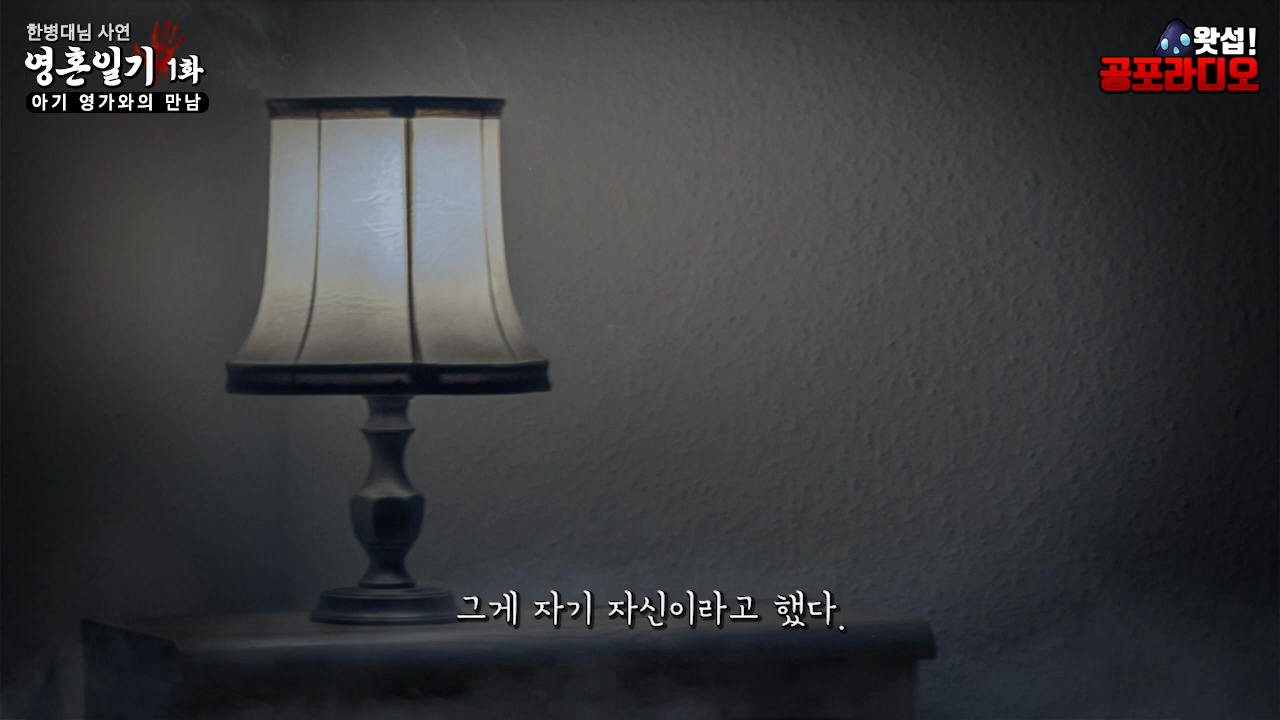 한병대님 사연
영혼일기 1화
아기 영가와의 만남
왓섭!
공포라디오
그게 자기 자신이라고 했다.